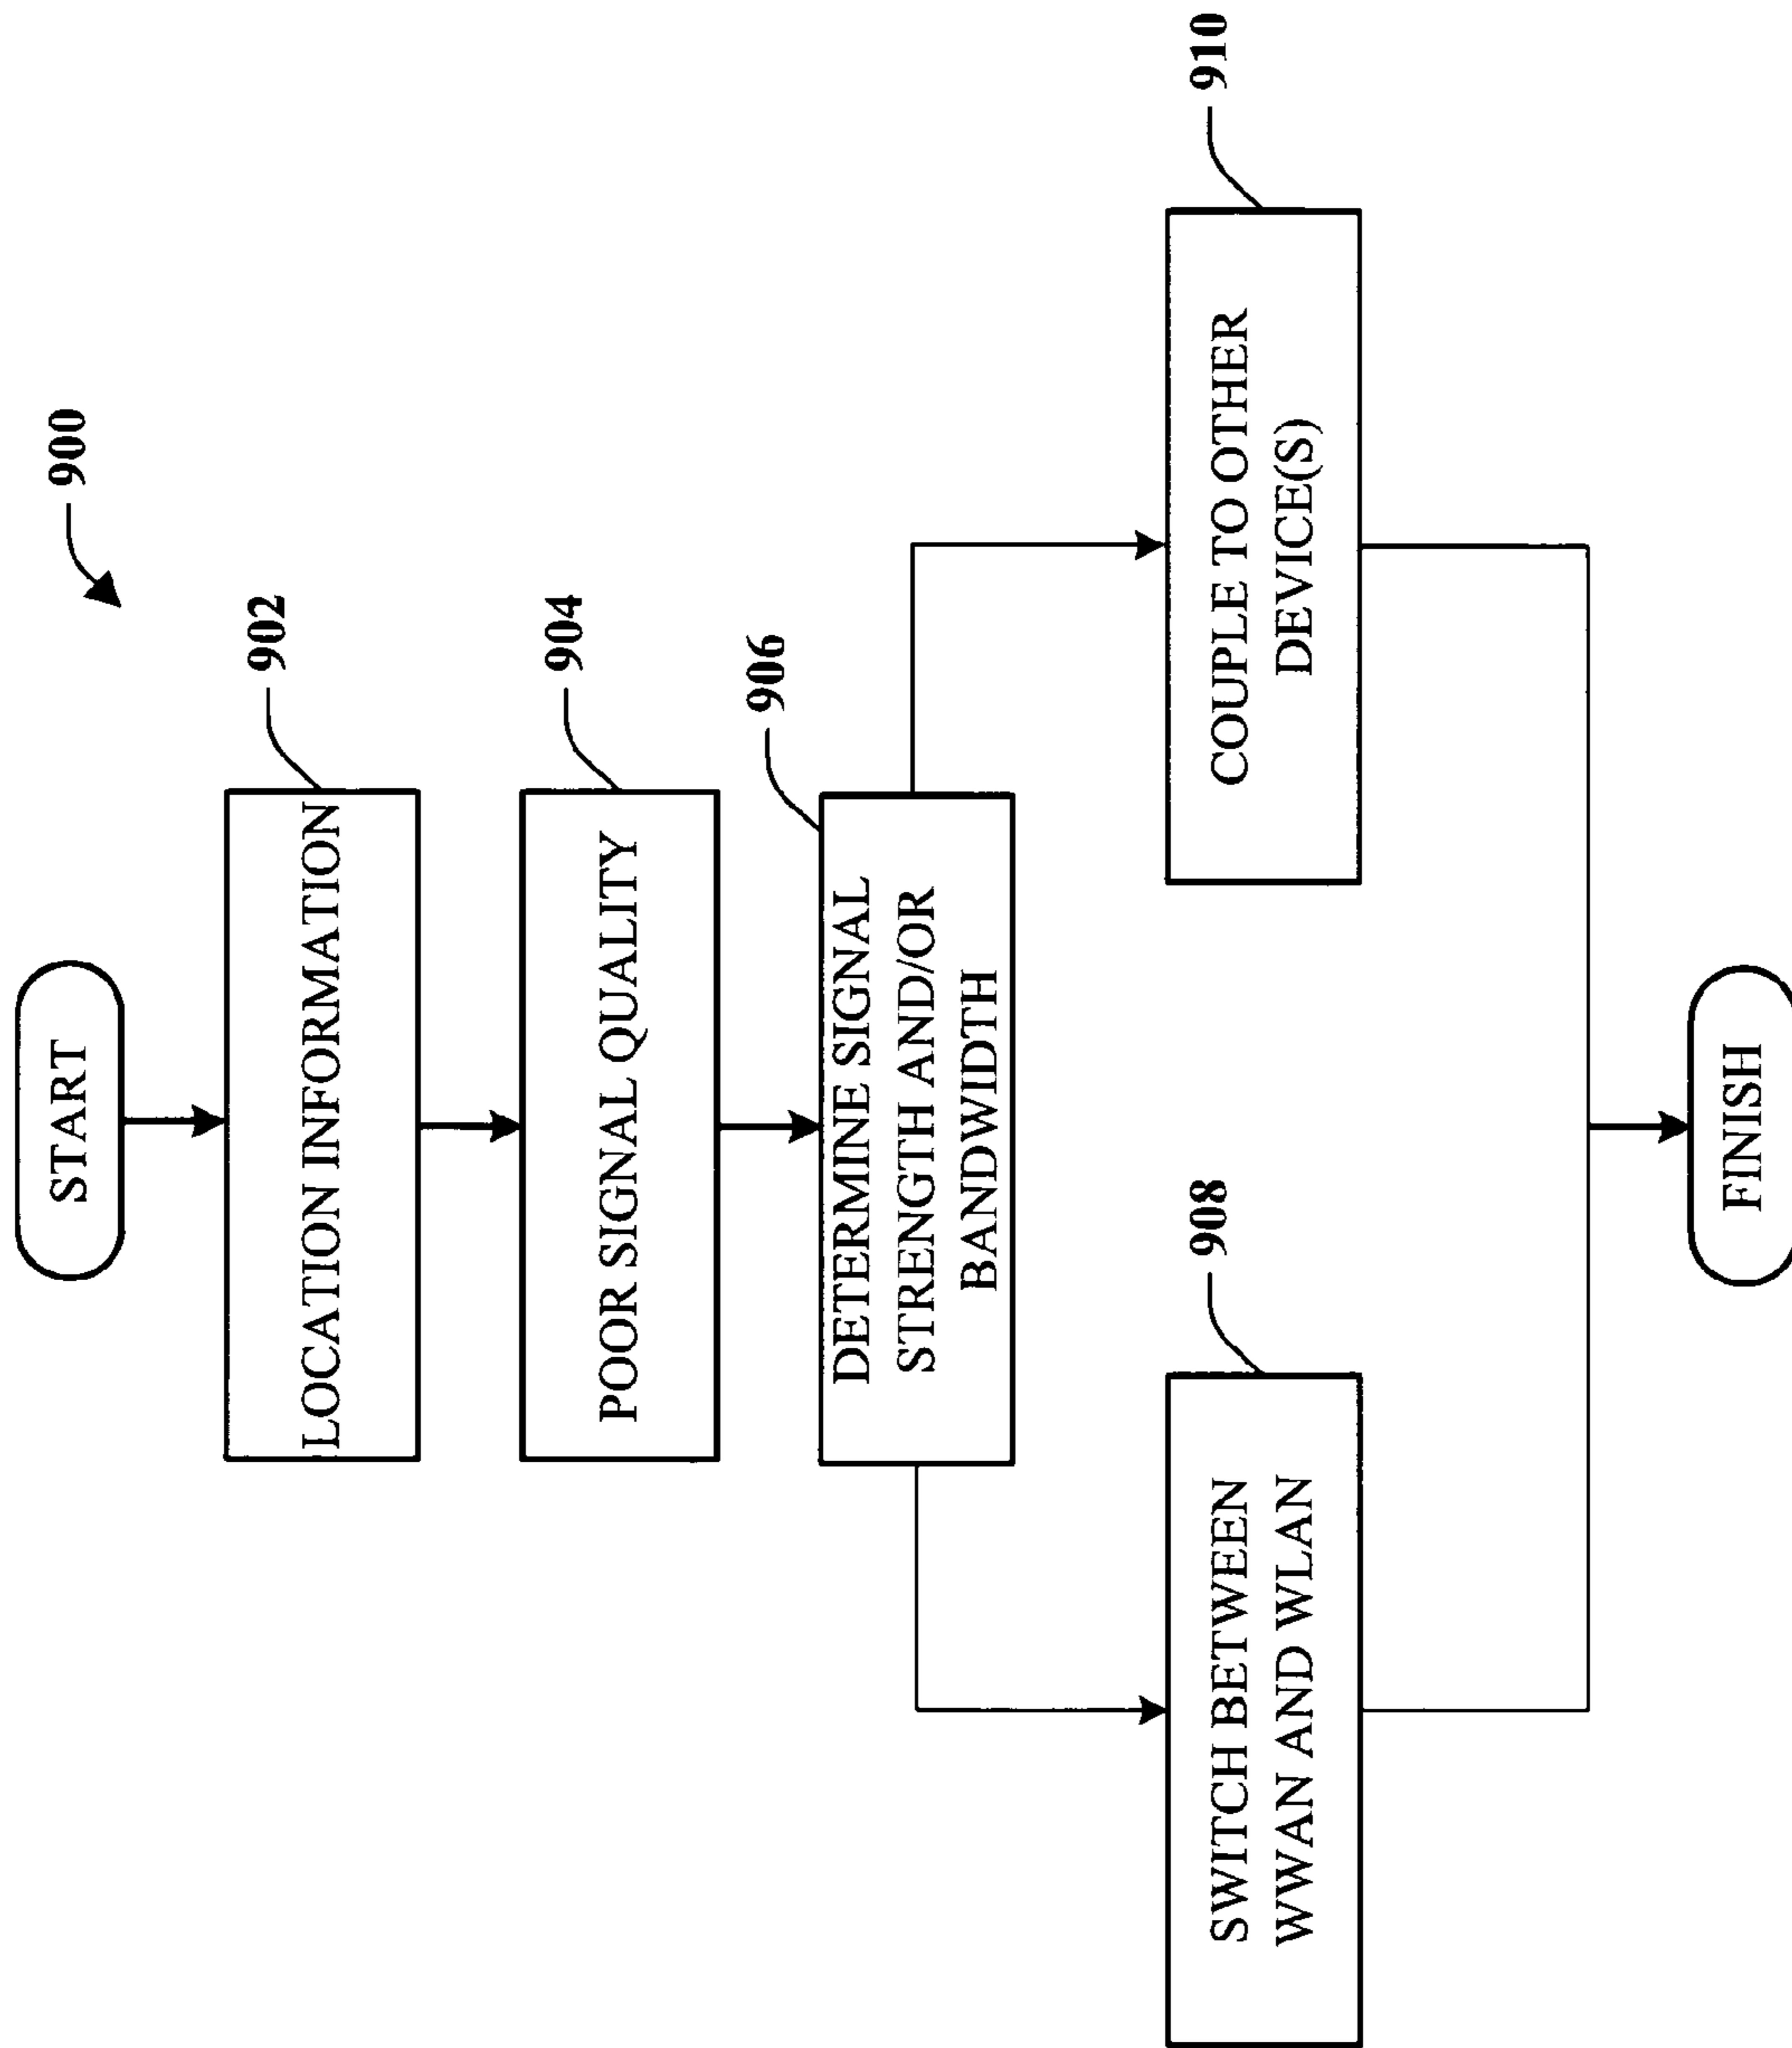 900
START
902
LOCATION INFORMATION
904
POOR SIGNAL QUALITY
906
DETERMINE SIGNAL
STRENGTH AND/OR
BANDWIDTH
908
SWITCH BETWEEN
WWAN AND WLAN
910
COUPLE TO OTHER
DEVICE(S)
FINISH